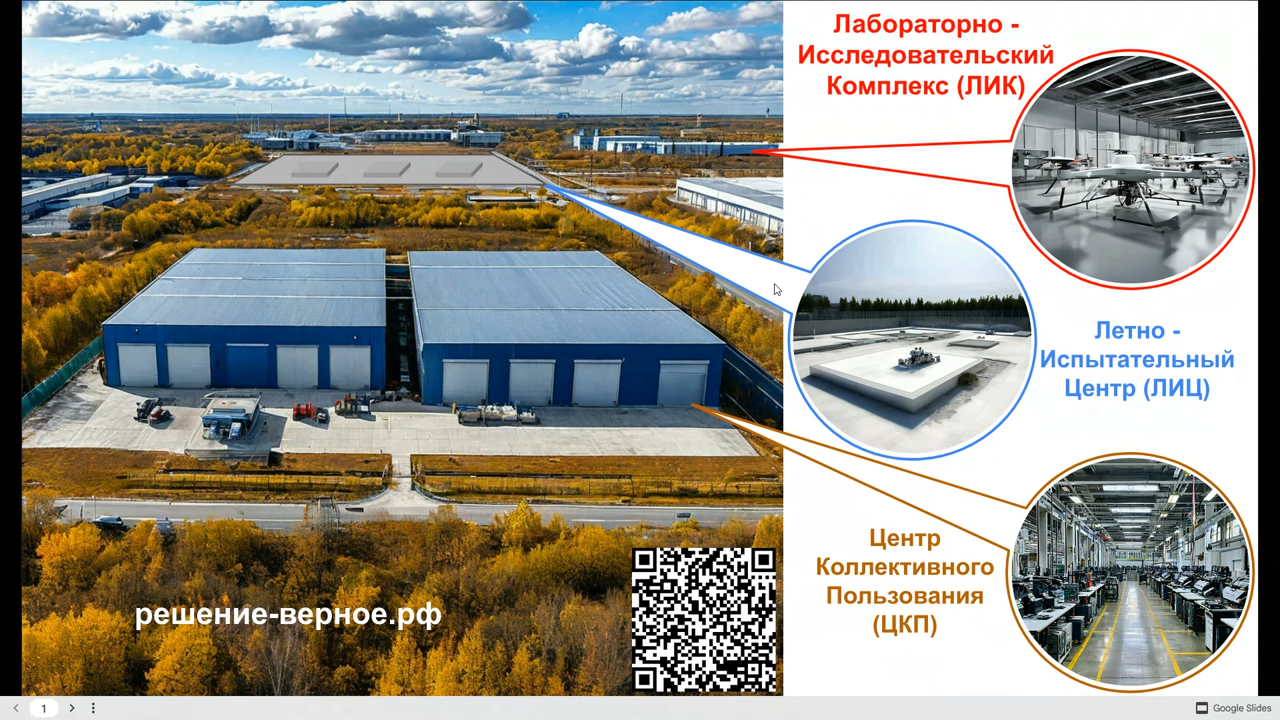 Лабораторно -
Исследовательский
Комплекс (ЛИК)
Летно -
Испытательный
Центр (ЛИЦ)
Центр
Коллективного
Пользования
(ЦКП)
решение-верное.рф
1
Google Slides